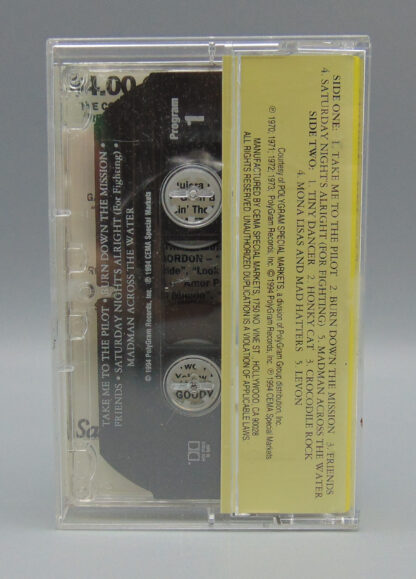 SIDE ONE: 1. TAKE ME TO THE PILOT 2. BURN DOWN THE MISSION 3. FRIENDS
4. SATURDAY NIGHT'S ALRIGHT (FOR FIGHTING) 5. MADMAN ACROSS THE WATER
SIDE TWO: 1. TINY DANCER 2. HONKY CAT 3. CROCODILE ROCK
4. MONA LISAS AND MAD HATTERS 5. LEVON
Courtesy of POLYGRAM SPECIAL MARKETS, a division of PolyGram Group distribution, Inc.
℗ 1970, 1971, 1972, 1973, PolyGram Records, Inc. © 1994 PolyGram Records, Inc. ℗ 1994 CEMA Special Markets
MANUFACTURED BY CEMA SPECIAL MARKETS, 1750 NO. VINE ST., HOLLYWOOD, CA 90028
ALL RIGHTS RESERVED. UNAUTHORIZED DUPLICATION IS A VIOLATION OF APPLICABLE LAWS.
Program
1
TAKE ME TO THE PILOT • BURN DOWN THE MISSION •
FRIENDS • SATURDAY NIGHT'S ALRIGHT (For Fighting) •
MADMAN ACROSS THE WATER
℗ 1994 PolyGram Records, Inc. © 1994 CEMA Special Markets
4.00
GOODY